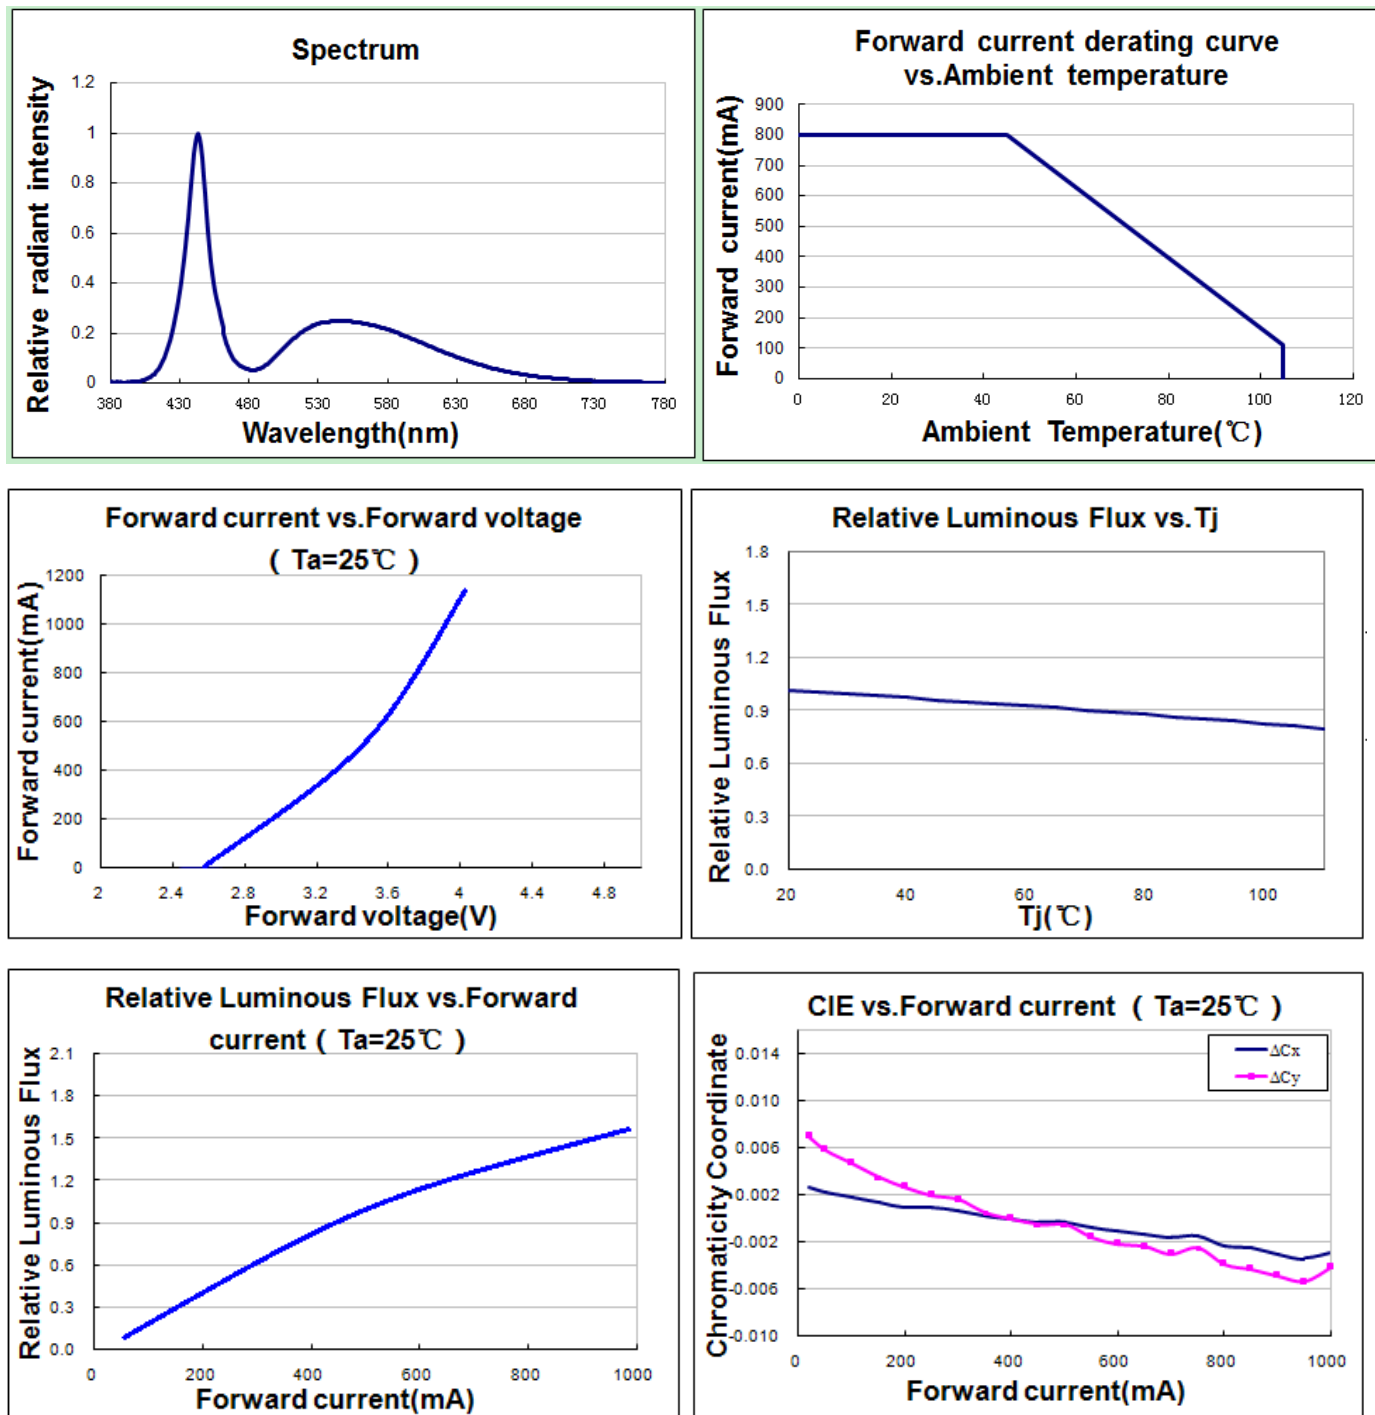 Spectrum
Relative radiant intensity
1.2
1
0.8
0.6
0.4
0.2
0
380 430 480 530 580 630 680 730 780
Wavelength(nm)
Forward current derating curve
vs.Ambient temperature
Forward current(mA)
900
800
700
600
500
400
300
200
100
0
0 20 40 60 80 100 120
Ambient Temperature(℃)
Forward current vs.Forward voltage
( Ta=25℃ )
Forward current(mA)
1200
1000
800
600
400
200
0
2 2.4 2.8 3.2 3.6 4 4.4 4.8
Forward voltage(V)
Relative Luminous Flux vs.Tj
Relative Luminous Flux
1.8
1.5
1.2
0.9
0.6
0.3
0.0
20 40 60 80 100
Tj(℃)
Relative Luminous Flux vs.Forward
current ( Ta=25℃ )
Relative Luminous Flux
2.1
1.8
1.5
1.2
0.9
0.6
0.3
0.0
0 200 400 600 800 1000
Forward current(mA)
CIE vs.Forward current ( Ta=25℃ )
Chromaticity Coordinate
0.014
0.010
0.006
0.002
-0.002
-0.006
-0.010
ΔCx
ΔCy
0 200 400 600 800 1000
Forward current(mA)